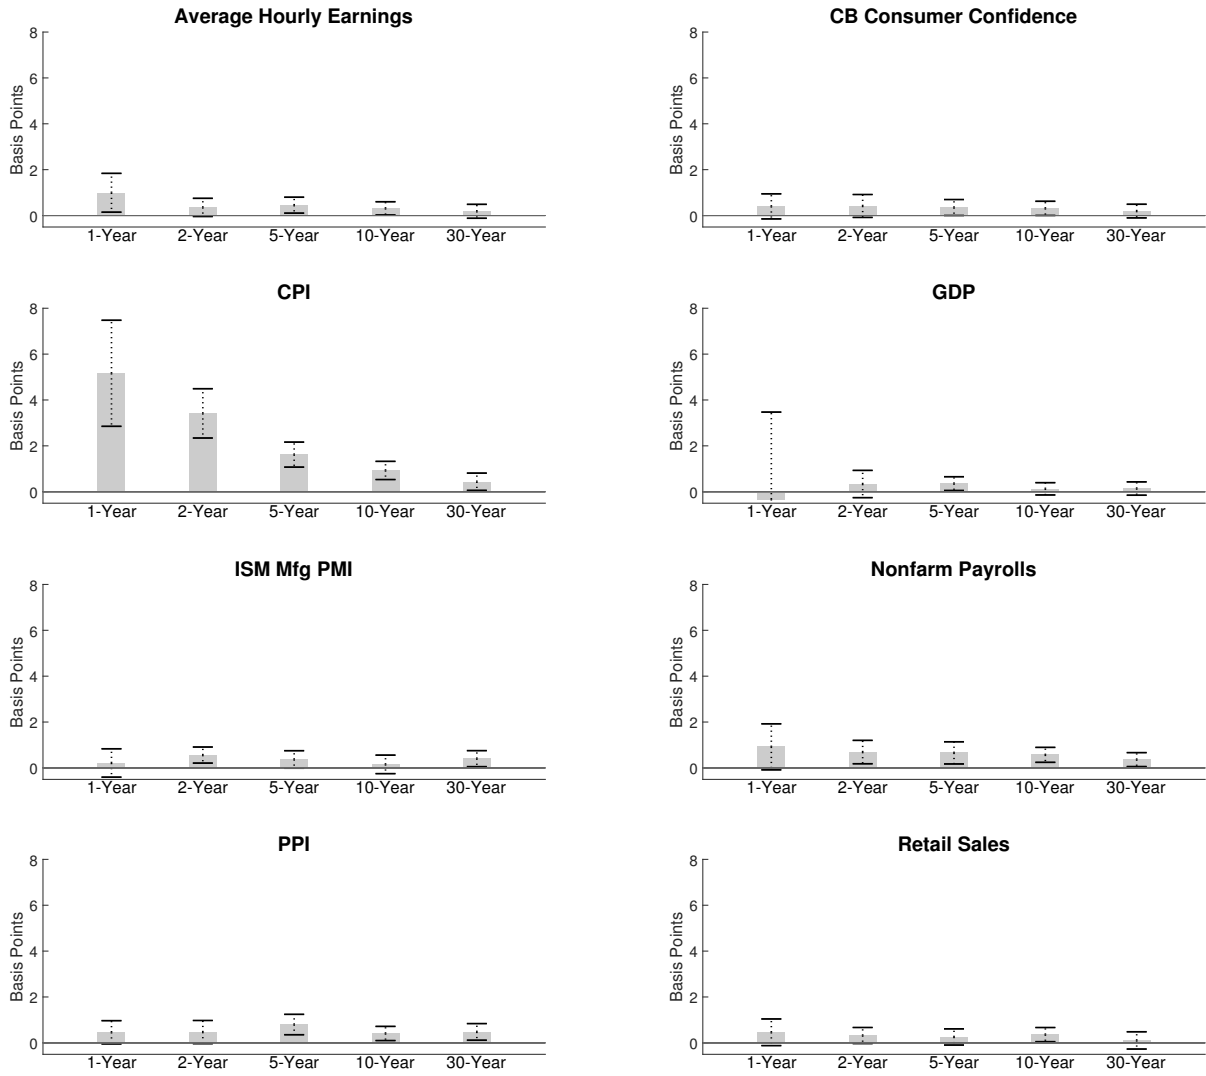 Average Hourly Earnings
8
6
4
2
0
Basis Points
1-Year 2-Year 5-Year 10-Year 30-Year
CB Consumer Confidence
8
6
4
2
0
Basis Points
1-Year 2-Year 5-Year 10-Year 30-Year
CPI
8
6
4
2
0
Basis Points
1-Year 2-Year 5-Year 10-Year 30-Year
GDP
8
6
4
2
0
Basis Points
1-Year 2-Year 5-Year 10-Year 30-Year
ISM Mfg PMI
8
6
4
2
0
Basis Points
1-Year 2-Year 5-Year 10-Year 30-Year
Nonfarm Payrolls
8
6
4
2
0
Basis Points
1-Year 2-Year 5-Year 10-Year 30-Year
PPI
8
6
4
2
0
Basis Points
1-Year 2-Year 5-Year 10-Year 30-Year
Retail Sales
8
6
4
2
0
Basis Points
1-Year 2-Year 5-Year 10-Year 30-Year